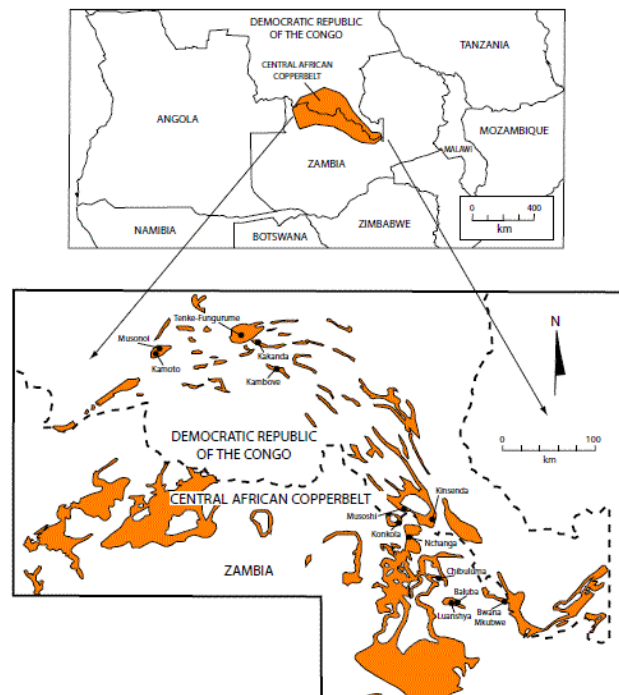 DEMOCRATIC REPUBLIC
OF THE CONGO
TANZANIA
CENTRAL AFRICAN
COPPERBELT
ANGOLA
MOZAMBIQUE
MALAWI
ZAMBIA
0 400
km
ZIMBABWE
NAMIBIA
BOTSWANA
Tenke-Fungurume
Musonoi
Kakanda
Kamoto
Kambove
N
0 100
km
DEMOCRATIC REPUBLIC
OF THE CONGO
CENTRAL AFRICAN COPPERBELT
Kinsenda
Musoshi
Konkola
Nchanga
ZAMBIA
Chibuluma
Baluba
Luanshya
Bwana
Mkubwe